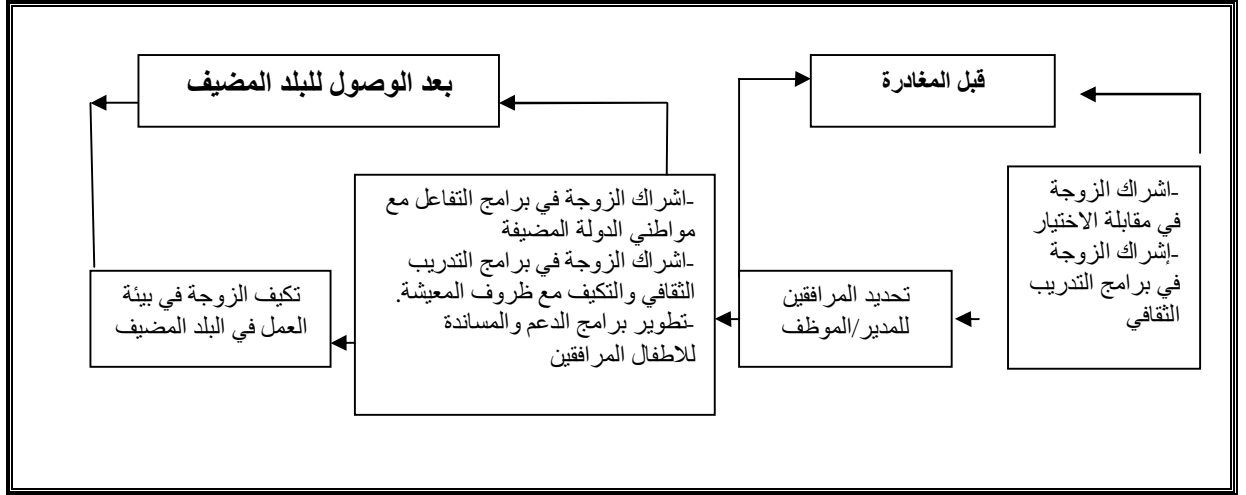 قبل المغادرة
بعد الوصول للبلد المضيف
-اشراك الزوجة
في مقابلة الاختيار
-إشراك الزوجة
في برامج التدريب
الثقافي
تحديد المرافقين
للمدير/الموظف
-اشراك الزوجة في برامج التفاعل مع
مواطني الدولة المضيفة
-اشراك الزوجة في برامج التدريب
الثقافي والتكيف مع ظروف المعيشة.
-تطوير برامج الدعم والمساندة
للاطفال المرافقين
تكيف الزوجة في بيئة
العمل في البلد المضيف